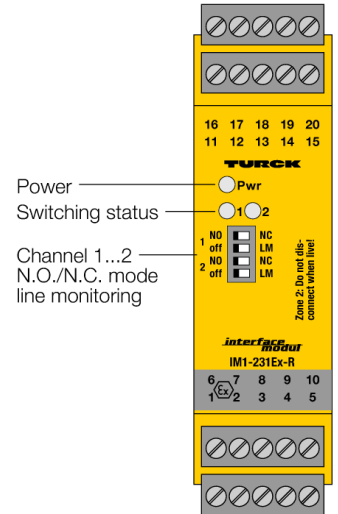 16 17 18 19 20
11 12 13 14 15
TURCK
Power
Pwr
Switching status
1 2
Channel 1...2
N.O./N.C. mode
line monitoring
1 NO NC
off LM
2 NO NC
off LM
Zone 2: Do not dis-
connect when live!
interface
modul
IM1-231Ex-R
6 7 8 9 10
Ex
1 2 3 4 5